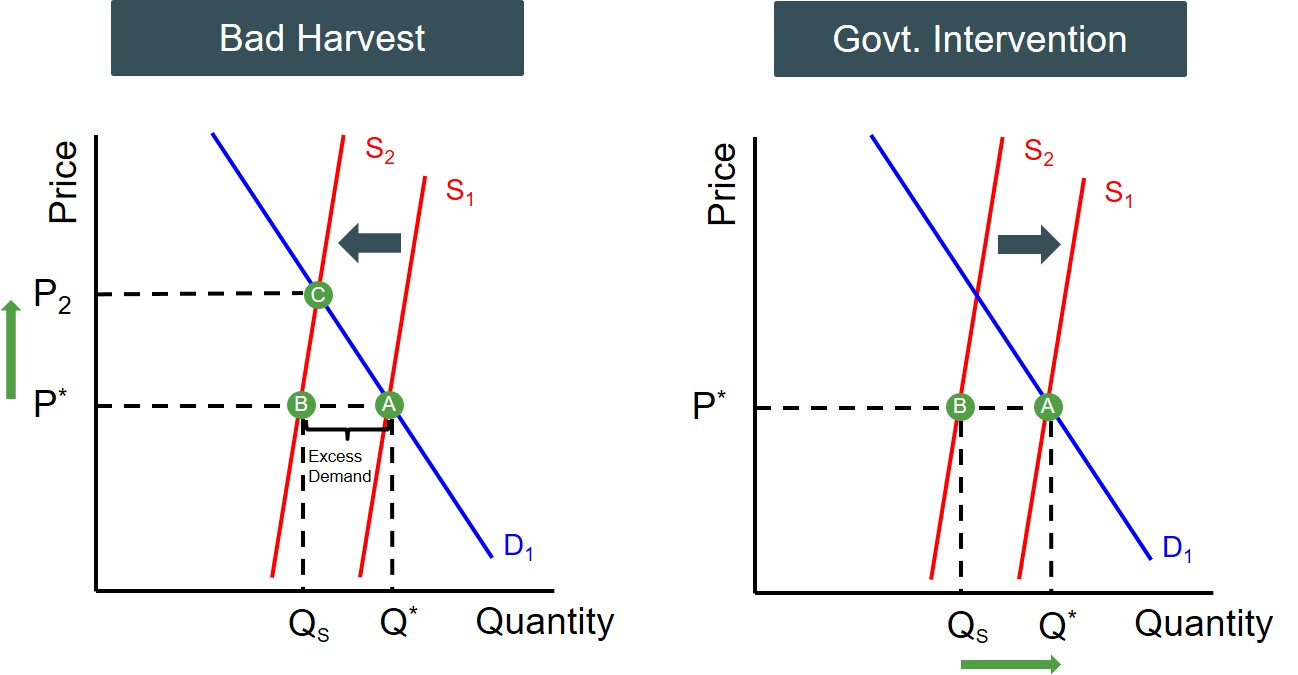 Bad Harvest
Price
S2
S1
P2
C
P*
B
A
Excess
Demand
D1
QS
Q*
Quantity
Govt. Intervention
Price
S2
S1
P*
B
A
D1
QS
Q*
Quantity